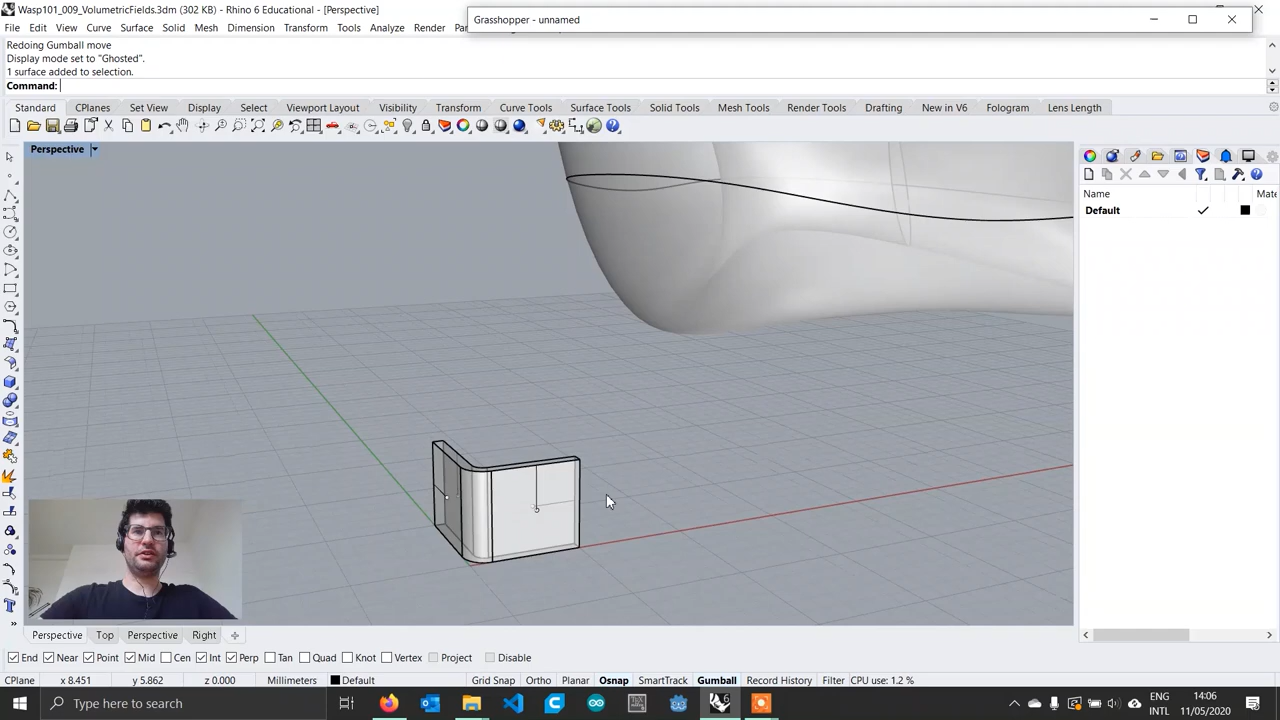 Wasp101_009_VolumetricFields.3dm (302 KB) - Rhino 6 Educational - [Perspective]
Grasshopper - unnamed
File Edit View Curve Surface Solid Mesh Dimension Transform Tools Analyze Render
Redoing Gumball move
Display mode set to "Ghosted".
1 surface added to selection.
Command:
Standard CPlanes Set View Display Select Viewport Layout Visibility Transform Curve Tools Surface Tools Solid Tools Mesh Tools Render Tools Drafting New in V6 Fologram Lens Length
Perspective
Name Mate
Default
Perspective Top Perspective Right
End Near Point Mid Cen Int Perp Tan Quad Knot Vertex Project Disable
CPlane x 8.451 y 5.862 z 0.000 Millimeters Default Grid Snap Ortho Planar Osnap SmartTrack Gumball Record History Filter CPU use: 1.2 %
Type here to search
ENG 14:06
INTL 11/05/2020